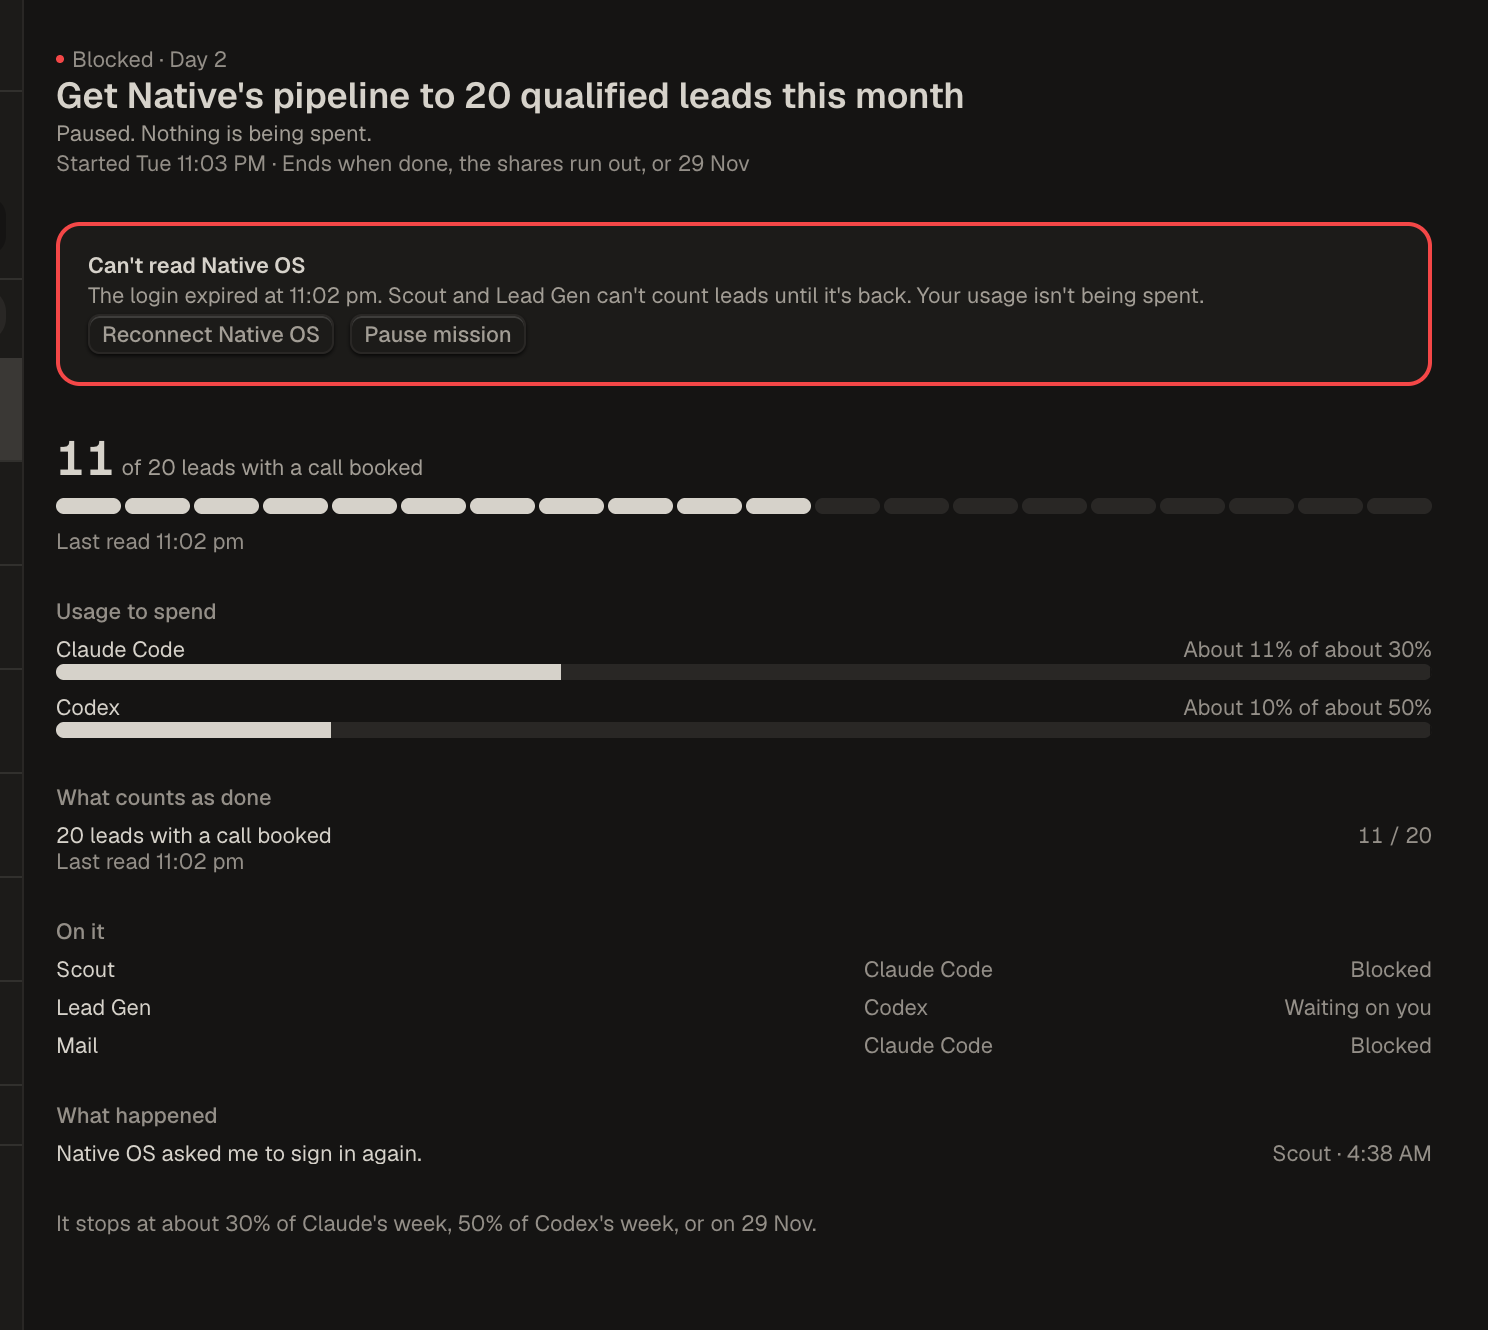 Blocked · Day 2
Get Native's pipeline to 20 qualified leads this month
Paused. Nothing is being spent.
Started Tue 11:03 PM · Ends when done, the shares run out, or 29 Nov
Can't read Native OS
The login expired at 11:02 pm. Scout and Lead Gen can't count leads until it's back. Your usage isn't being spent.
Reconnect Native OS Pause mission
11 of 20 leads with a call booked
Last read 11:02 pm
Usage to spend
Claude Code About 11% of about 30%
Codex About 10% of about 50%
What counts as done
20 leads with a call booked 11 / 20
Last read 11:02 pm
On it
Scout Claude Code Blocked
Lead Gen Codex Waiting on you
Mail Claude Code Blocked
What happened
Native OS asked me to sign in again. Scout · 4:38 AM
It stops at about 30% of Claude's week, 50% of Codex's week, or on 29 Nov.